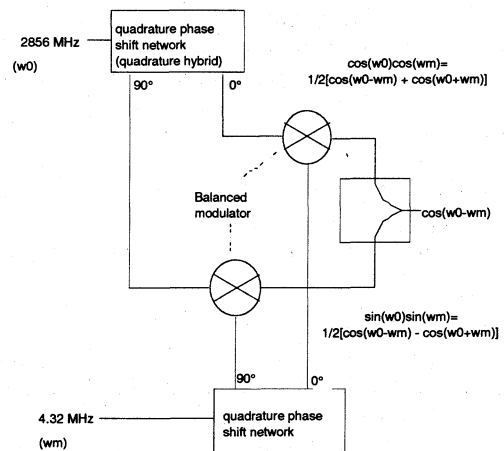 quadrature phase
shift network
(quadrature hybrid)
2856 MHz
(w0)
90°
0°
cos(w0)cos(wm)=
1/2[cos(w0-wm) + cos(w0+wm)]
Balanced
modulator
cos(w0-wm)
sin(w0)sin(wm)=
1/2[cos(w0-wm) - cos(w0+wm)]
90°
0°
4.32 MHz
(wm)
quadrature phase
shift network